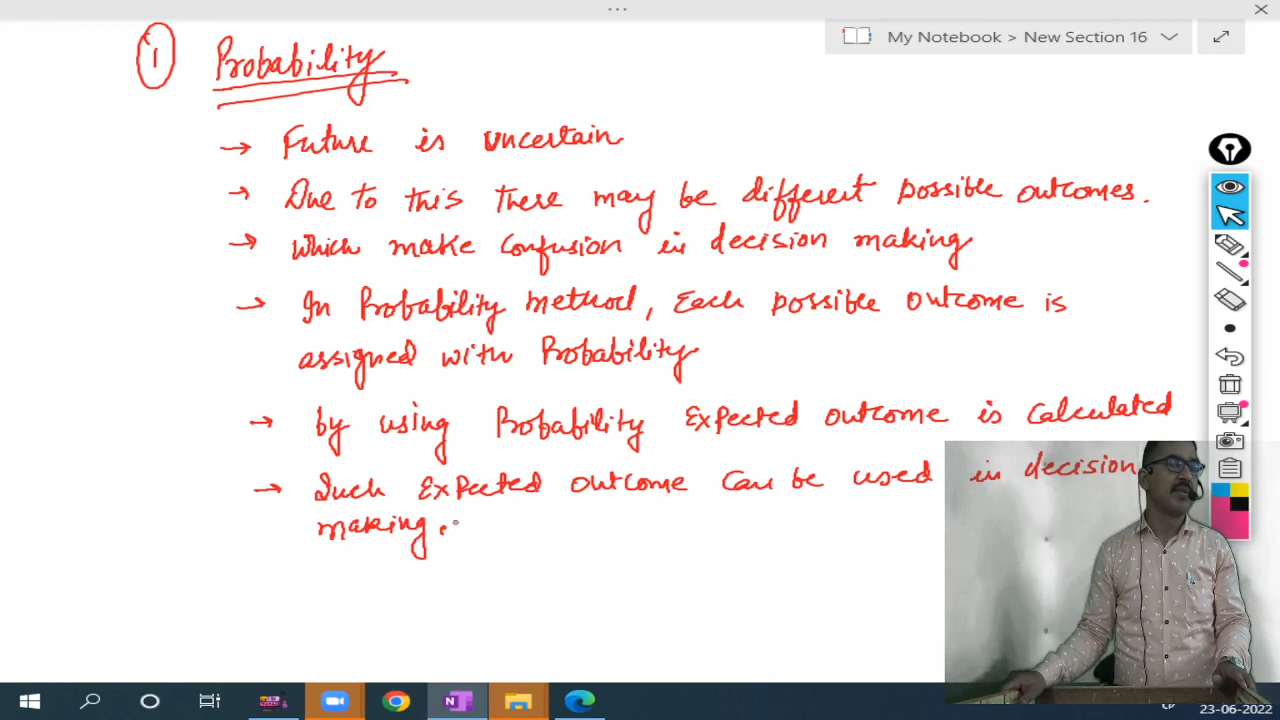 My Notebook > New Section 16
① Probability
→ Future is uncertain
→ Due to this there may be different possible outcomes.
→ which make confusion in decision making
→ In Probability method, Each possible outcome is
assigned with Probability
→ by using Probability Expected outcome is calculated
→ Such Expected outcome can be used in decision
making.
23-06-2022